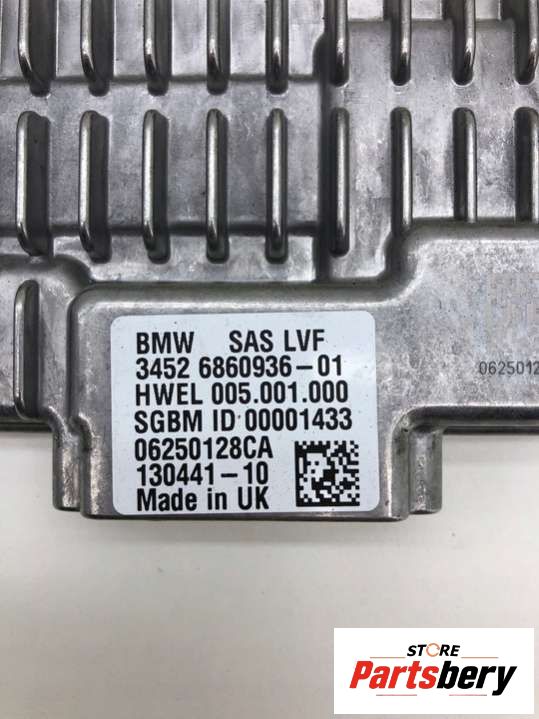 BMW SAS LVF
3452 6860936-01
HWEL 005.001.000
SGBM ID 00001433
06250128CA
130441-10
Made in UK
0625012
STORE
Partsbery